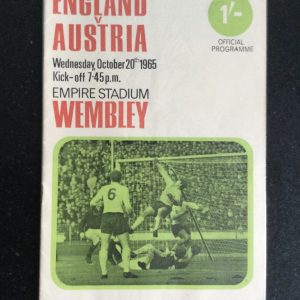 ENGLAND
v
AUSTRIA
Wednesday, October 20th 1965
Kick-off 7·45 p.m.
EMPIRE STADIUM
WEMBLEY
1/-
OFFICIAL
PROGRAMME
6